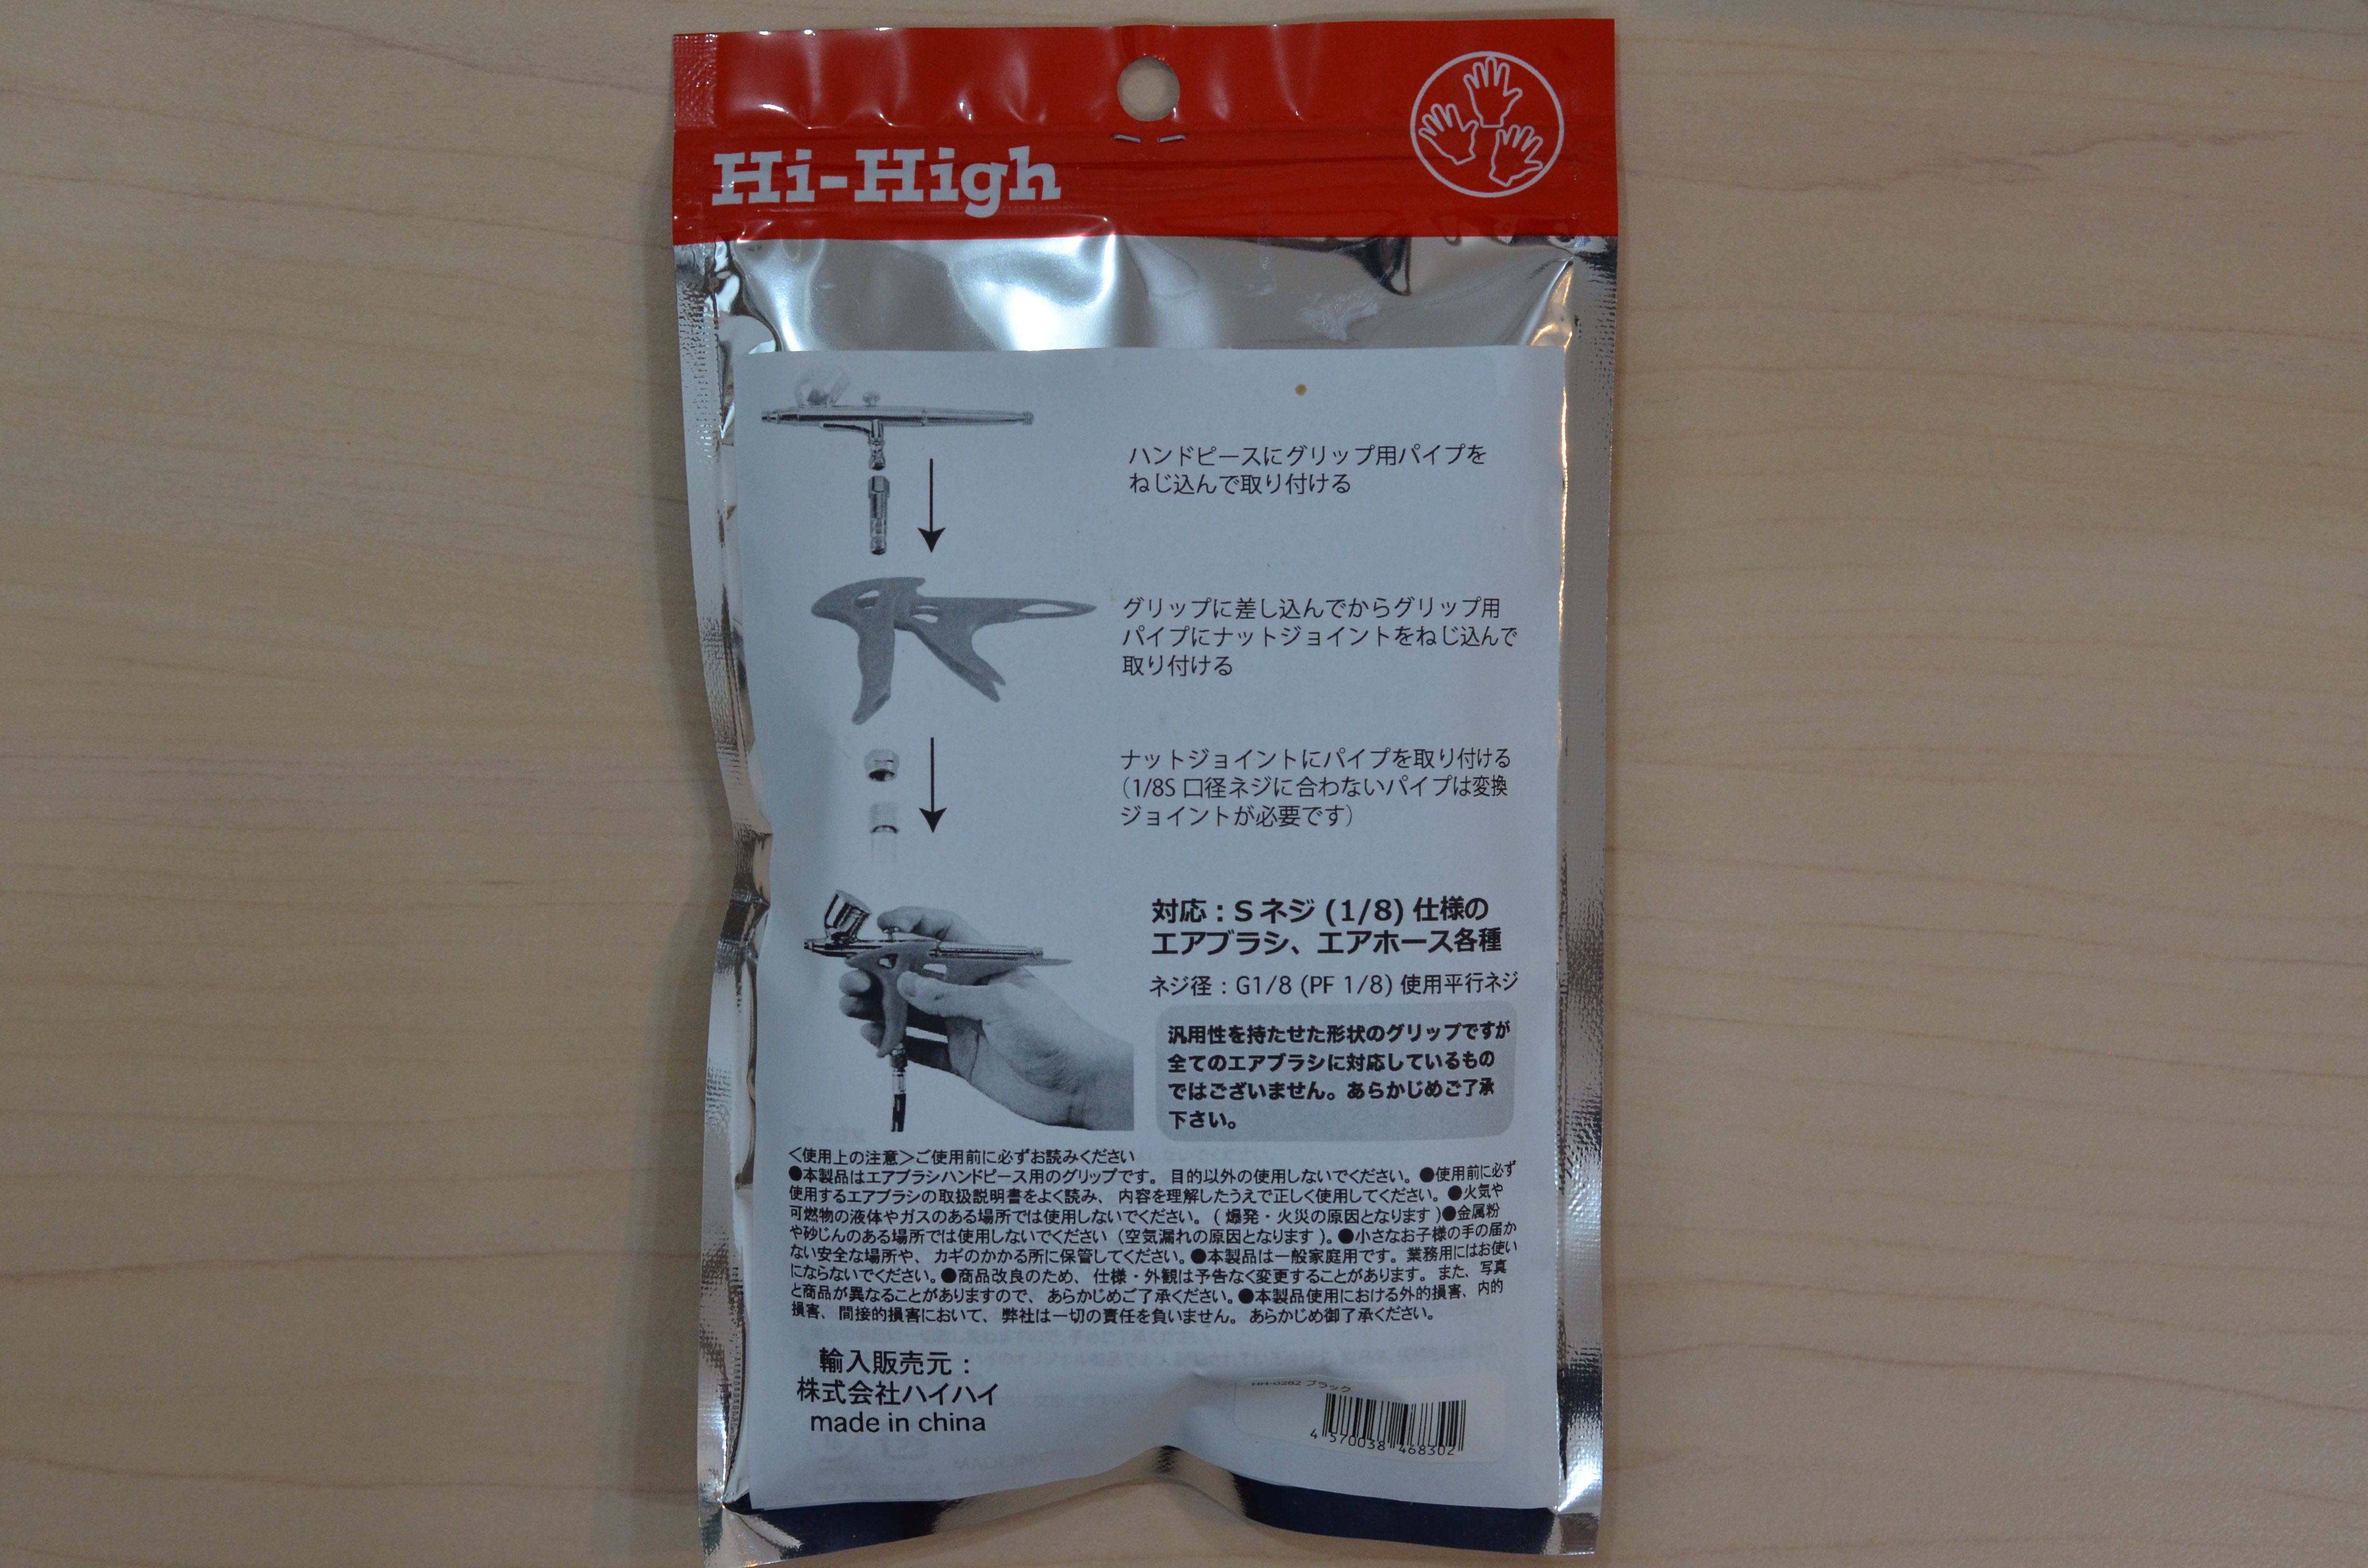 Hi-High
ハンドピースにグリップ用パイプを
ねじ込んで取り付ける
グリップに差し込んでからグリップ用
パイプにナットジョイントをねじ込んで
取り付ける
ナットジョイントにパイプを取り付ける
（1/8S 口径ネジに合わないパイプは変換
ジョイントが必要です）
対応：S ネジ (1/8) 仕様の
エアブラシ、エアホース各種
ネジ径：G1/8 (PF 1/8) 使用平行ネジ
汎用性を持たせた形状のグリップですが
全てのエアブラシに対応しているもの
ではございません。あらかじめご了承
下さい。
＜使用上の注意＞ご使用前に必ずお読みください
●本製品はエアブラシハンドピース用のグリップです。目的以外の使用しないでください。●使用前に必ず
使用するエアブラシの取扱説明書をよく読み、内容を理解したうえで正しく使用してください。●火気や
可燃物の液体やガスのある場所では使用しないでください。( 爆発・火災の原因となります )●金属粉
や砂じんのある場所では使用しないでください（空気漏れの原因となります )。●小さなお子様の手の届か
ない安全な場所や、カギのかかる所に保管してください。●本製品は一般家庭用です。業務用にはお使い
にならないでください。●商品改良のため、仕様・外観は予告なく変更することがあります。また、写真
と商品が異なることがありますので、あらかじめご了承ください。●本製品使用における外的損害、内的
損害、間接的損害において、弊社は一切の責任を負いません。あらかじめ御了承ください。
輸入販売元：
株式会社ハイハイ
made in china
ブラック
4 570038 468302